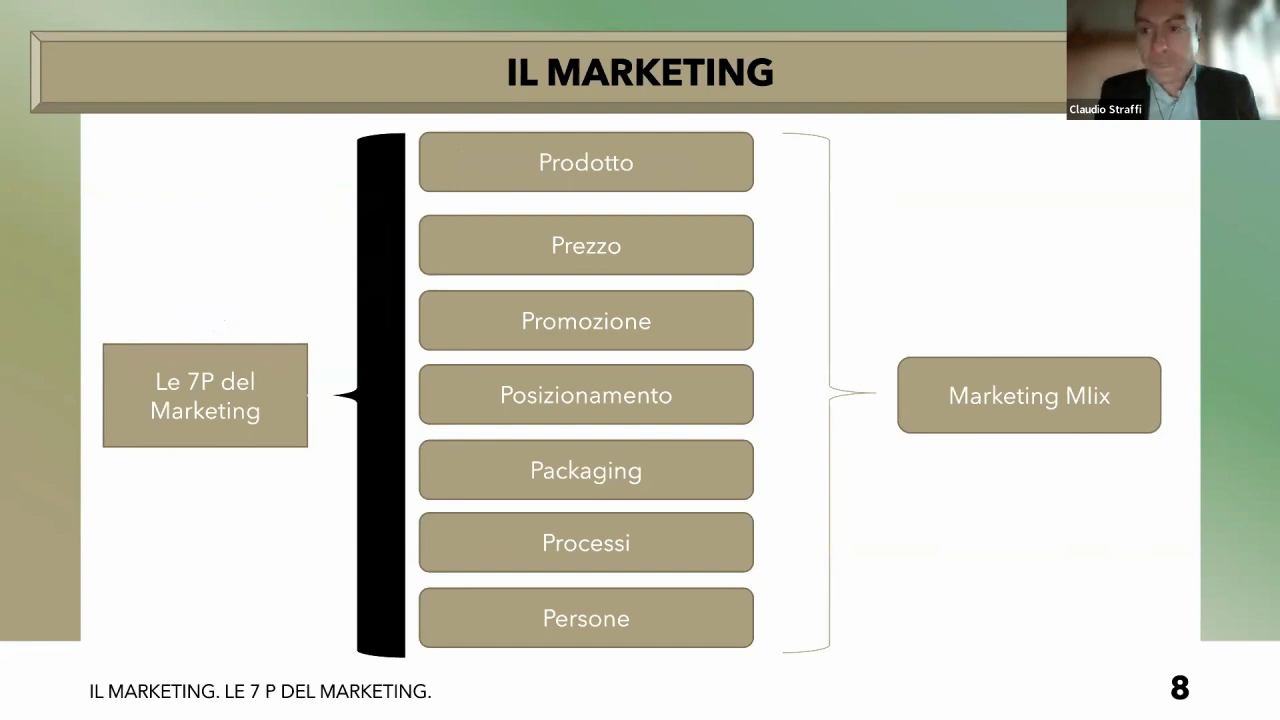 IL MARKETING
Claudio Straffi
Prodotto
Prezzo
Promozione
Le 7P del
Marketing
Posizionamento
Marketing MIix
Packaging
Processi
Persone
IL MARKETING. LE 7 P DEL MARKETING.
8